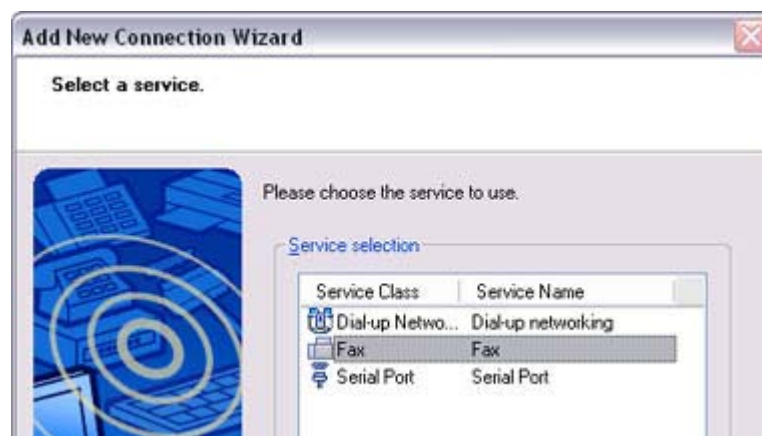 Add New Connection Wizard
Select a service.
Please choose the service to use.
Service selection
Service Class Service Name
Dial-up Netwo... Dial-up networking
Fax Fax
Serial Port Serial Port